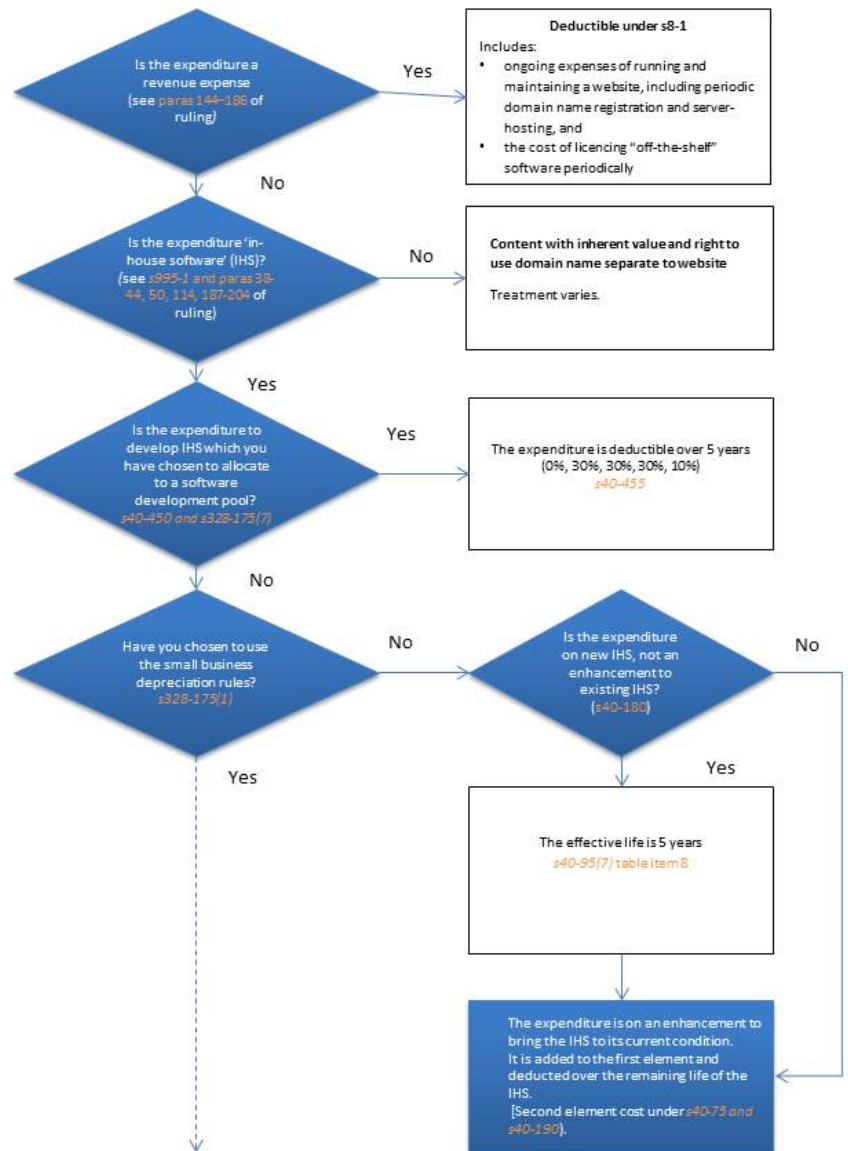 Is the expenditure a
revenue expense
(see paras 144-186 of
ruling)
Yes
Deductible under s8-1
Includes:
• ongoing expenses of running and
maintaining a website, including periodic
domain name registration and server-
hosting, and
• the cost of licencing "off-the-shelf"
software periodically
No
Is the expenditure 'in-
house software' (IHS)?
(see s995-1 and paras 38-
44, 50, 114, 187-204 of
ruling)
No
Content with inherent value and right to
use domain name separate to website
Treatment varies.
Yes
Is the expenditure to
develop IHS which you
have chosen to allocate
to a software
development pool?
s40-450 and s328-175(7)
Yes
The expenditure is deductible over 5 years
(0%, 30%, 30%, 30%, 10%)
s40-455
No
Have you chosen to use
the small business
depreciation rules?
s328-175(1)
No
Is the expenditure
on new IHS, not an
enhancement to
existing IHS?
(s40-180)
No
Yes
Yes
The effective life is 5 years
s40-95(7) table item 8
The expenditure is on an enhancement to
bring the IHS to its current condition.
It is added to the first element and
deducted over the remaining life of the
IHS.
[Second element cost under s40-75 and
s40-190).